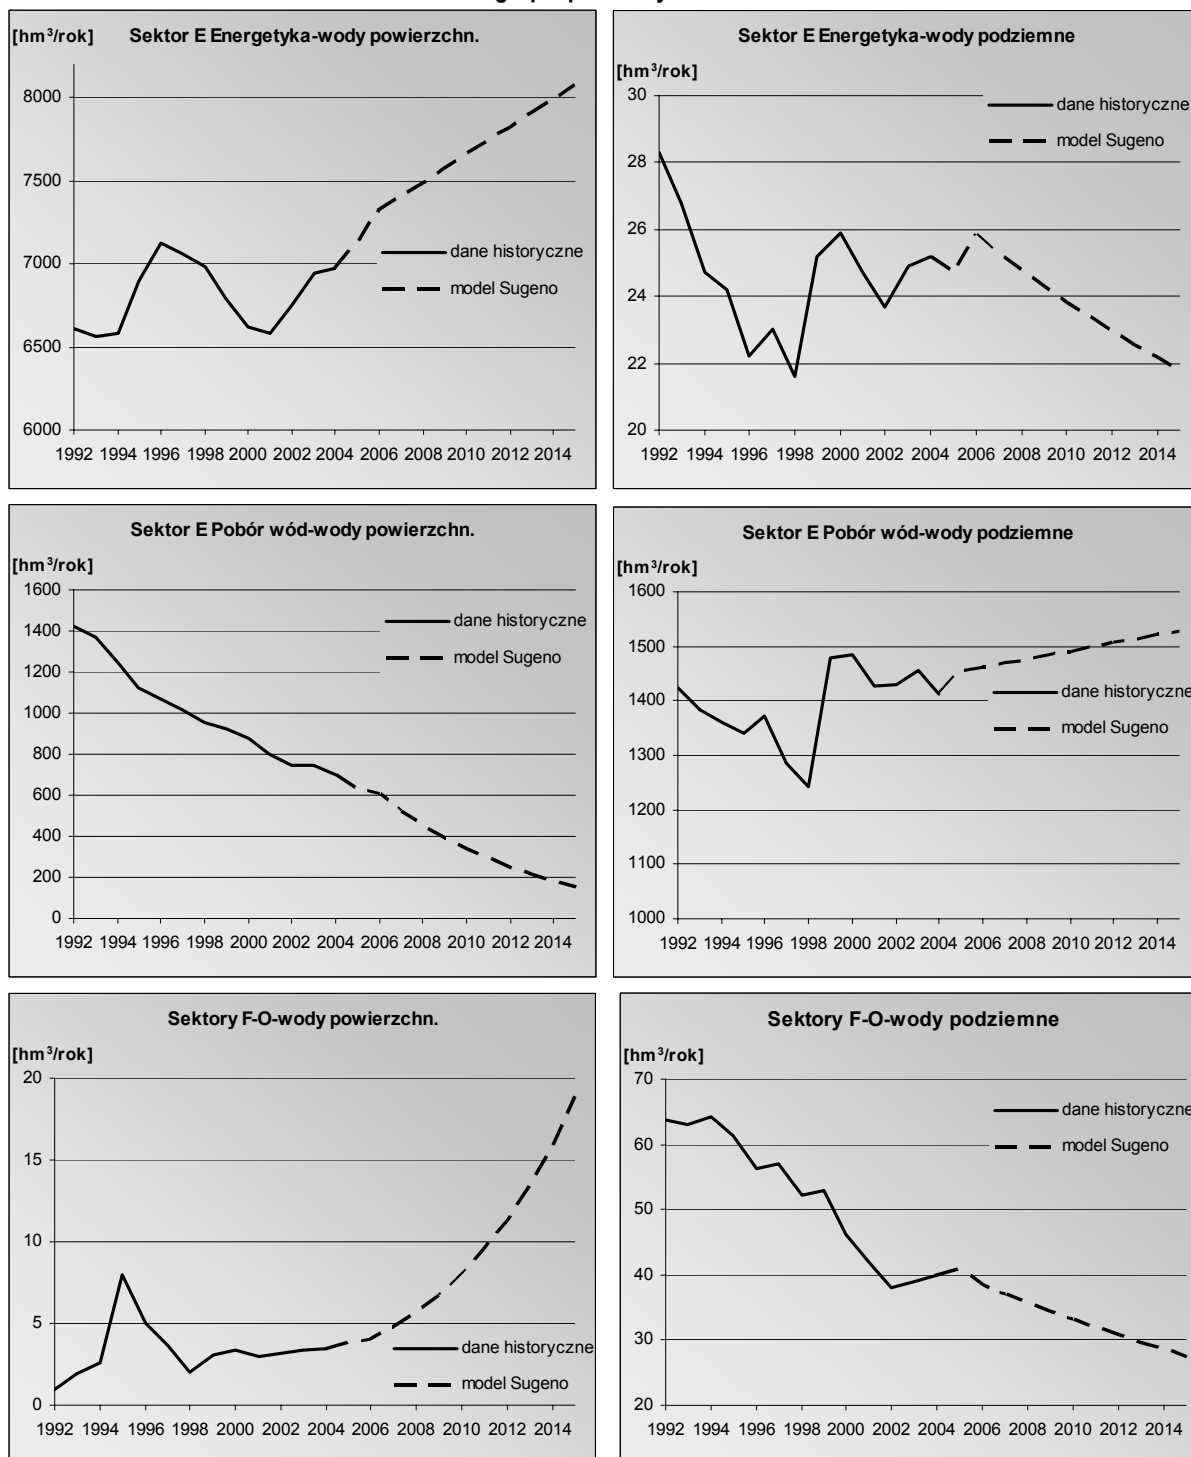 [hm³/rok] Sektor E Energetyka-wody powierzchn.
8000
7500
7000
6500
6000
dane historyczne
model Sugeno
1992 1994 1996 1998 2000 2002 2004 2006 2008 2010 2012 2014
Sektor E Energetyka-wody podziemne
[hm³/rok]
30
28
26
24
22
20
dane historyczne
model Sugeno
1992 1994 1996 1998 2000 2002 2004 2006 2008 2010 2012 2014
Sektor E Pobór wód-wody powierzchn.
[hm³/rok]
1600
1400
1200
1000
800
600
400
200
0
dane historyczne
model Sugeno
1992 1994 1996 1998 2000 2002 2004 2006 2008 2010 2012 2014
Sektor E Pobór wód-wody podziemne
[hm³/rok]
1600
1500
1400
1300
1200
1100
1000
dane historyczne
model Sugeno
1992 1994 1996 1998 2000 2002 2004 2006 2008 2010 2012 2014
Sektory F-O-wody powierzchn.
[hm³/rok]
20
15
10
5
0
dane historyczne
model Sugeno
1992 1994 1996 1998 2000 2002 2004 2006 2008 2010 2012 2014
Sektory F-O-wody podziemne
[hm³/rok]
70
60
50
40
30
20
dane historyczne
model Sugeno
1992 1994 1996 1998 2000 2002 2004 2006 2008 2010 2012 2014